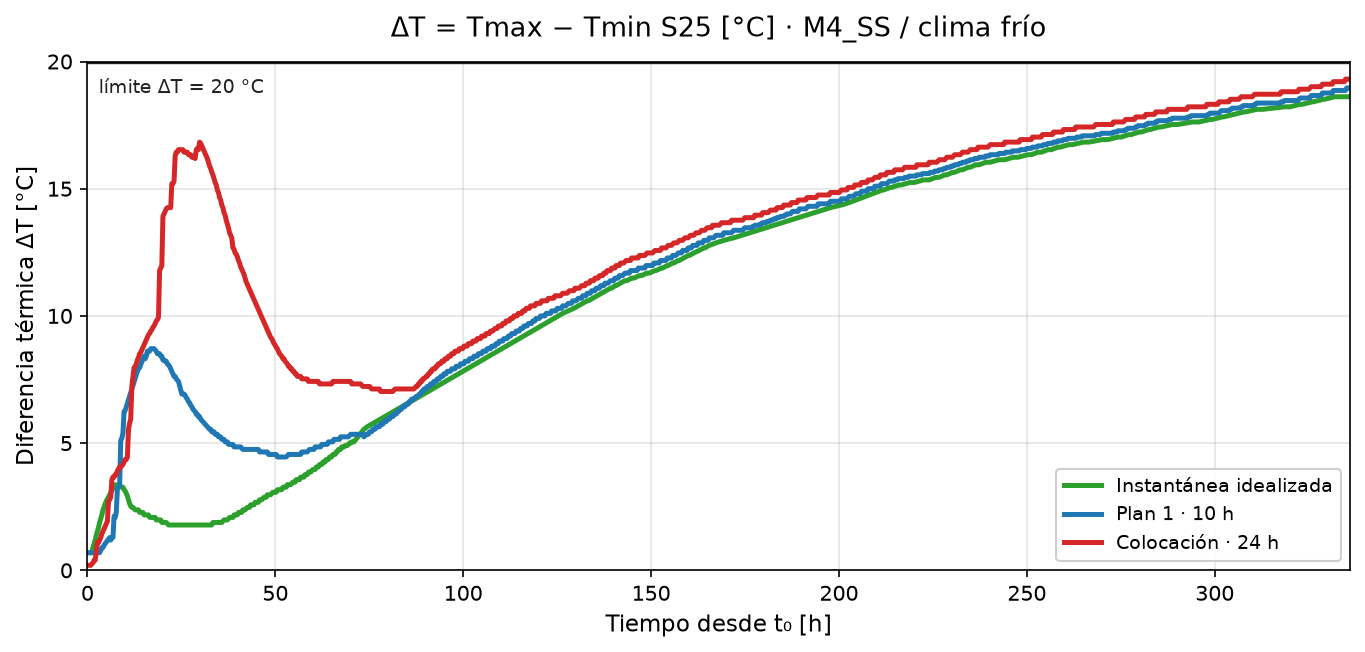 ΔT = Tmax − Tmin S25 [°C] · M4_SS / clima frío
límite ΔT = 20 °C
Diferencia térmica ΔT [°C]
20
15
10
5
0
0 50 100 150 200 250 300
Tiempo desde t₀ [h]
Instantánea idealizada
Plan 1 · 10 h
Colocación · 24 h